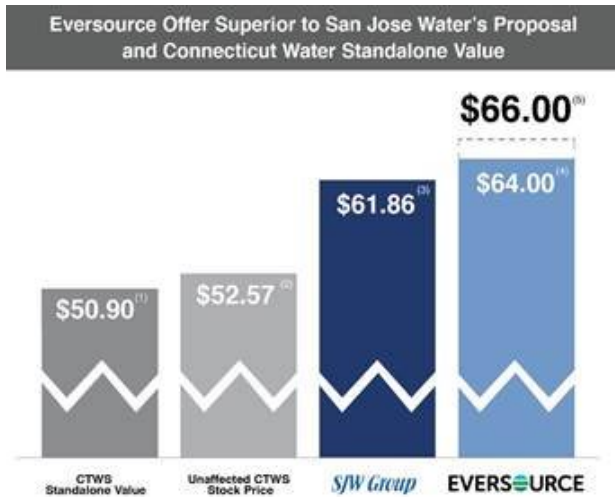 Eversource Offer Superior to San Jose Water's Proposal
and Connecticut Water Standalone Value
$66.00(5)
$64.00(4)
$61.86(3)
$52.57(2)
$50.90(1)
CTWS
Standalone Value
Unaffected CTWS
Stock Price
SJW Group
EVERSOURCE